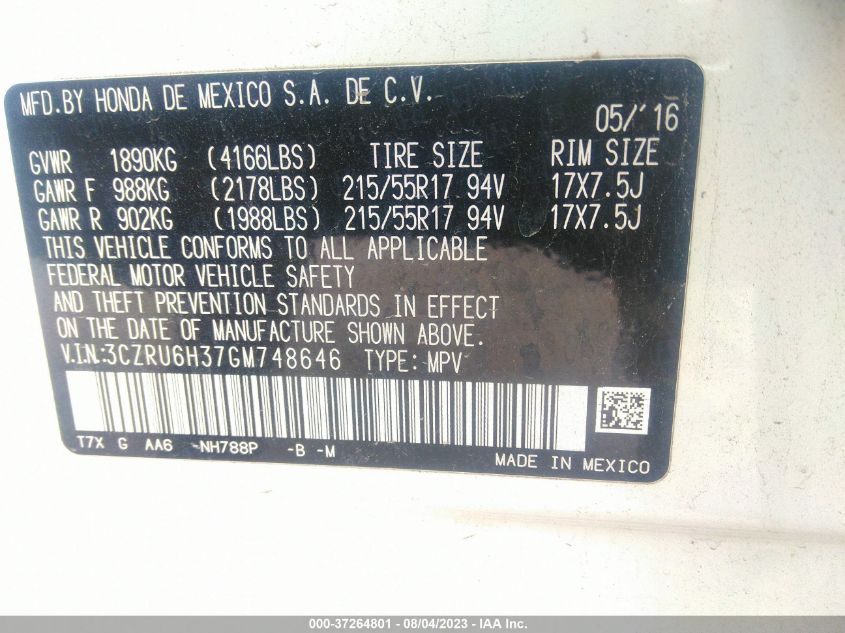 MFD.BY HONDA DE MEXICO S.A. DE C.V.
05/'16
GVWR 1890KG (4166LBS) TIRE SIZE RIM SIZE
GAWR F 988KG (2178LBS) 215/55R17 94V 17X7.5J
GAWR R 902KG (1988LBS) 215/55R17 94V 17X7.5J
THIS VEHICLE CONFORMS TO ALL APPLICABLE
FEDERAL MOTOR VEHICLE SAFETY
AND THEFT PREVENTION STANDARDS IN EFFECT
ON THE DATE OF MANUFACTURE SHOWN ABOVE.
V.I.N:3CZRU6H37GM748646 TYPE: MPV
T7X G AA6 -NH788P -B -M
MADE IN MEXICO
000-37264801 - 08/04/2023 - IAA Inc.